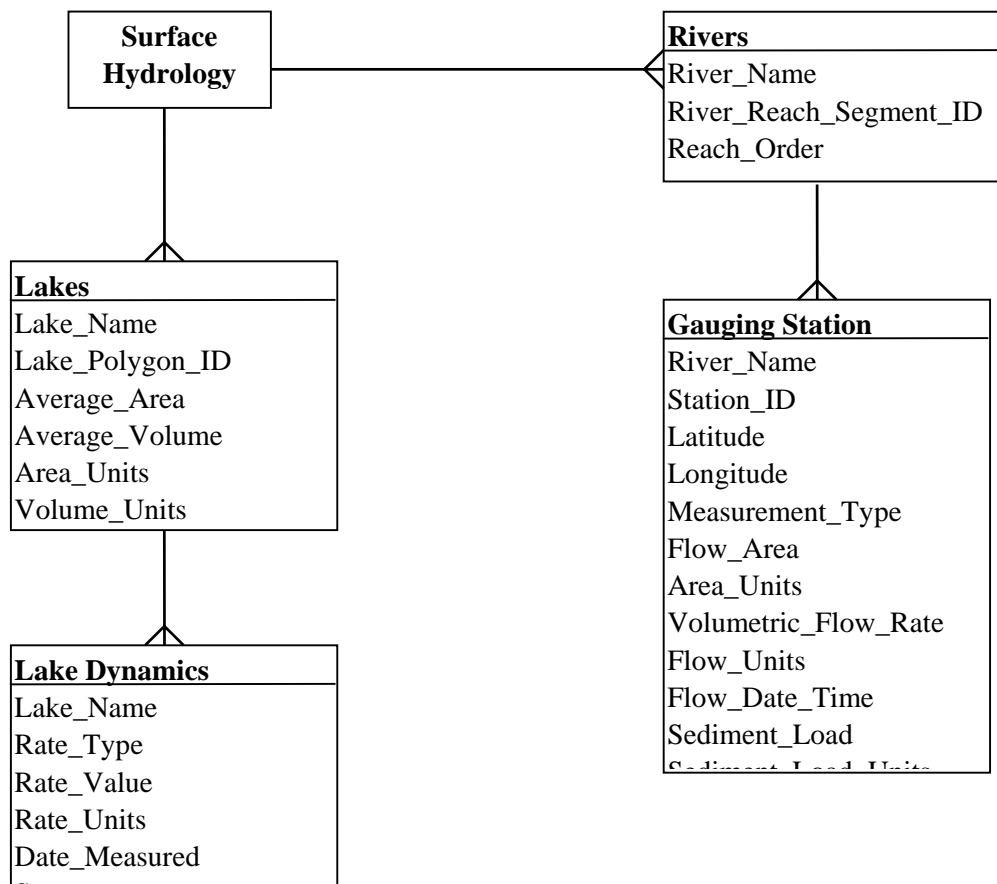 Surface
Hydrology
Rivers
River_Name
River_Reach_Segment_ID
Reach_Order
Lakes
Lake_Name
Lake_Polygon_ID
Average_Area
Average_Volume
Area_Units
Volume_Units
Gauging Station
River_Name
Station_ID
Latitude
Longitude
Measurement_Type
Flow_Area
Area_Units
Volumetric_Flow_Rate
Flow_Units
Flow_Date_Time
Sediment_Load
Sediment_Load_Units
Lake Dynamics
Lake_Name
Rate_Type
Rate_Value
Rate_Units
Date_Measured